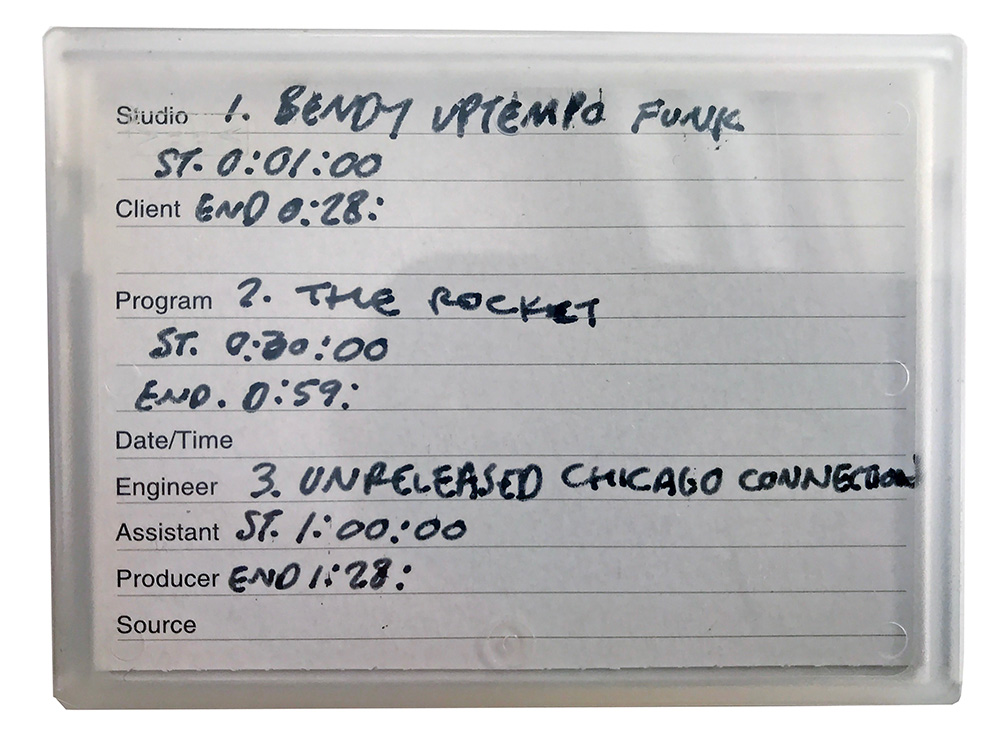 Studio 1. BENDY UPTEMPO FUNK
ST. 0:01:00
Client END 0:28:
Program 2. THE ROCKET
ST. 0:30:00
END. 0:59:
Date/Time
Engineer 3. UNRELEASED CHICAGO CONNECTION
Assistant ST. 1:00:00
Producer END 1:28:
Source